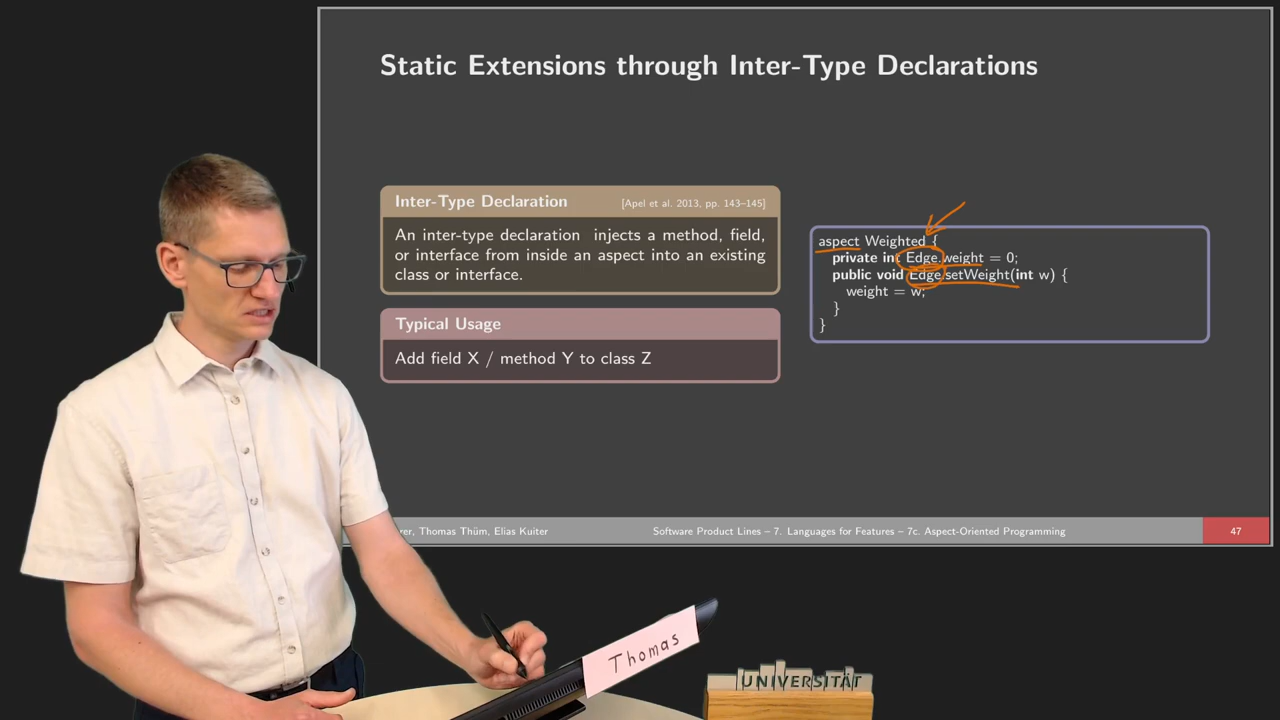 Static Extensions through Inter-Type Declarations
Inter-Type Declaration [Apel et al. 2013, pp. 143–145]
An inter-type declaration injects a method, field,
or interface from inside an aspect into an existing
class or interface.
Typical Usage
Add field X / method Y to class Z
aspect Weighted {
private int Edge.weight = 0;
public void Edge.setWeight(int w) {
weight = w;
}
}
Thomas Thüm, Elias Kuiter
Software Product Lines – 7. Languages for Features – 7c. Aspect-Oriented Programming
47
Thomas
UNIVERSITÄT